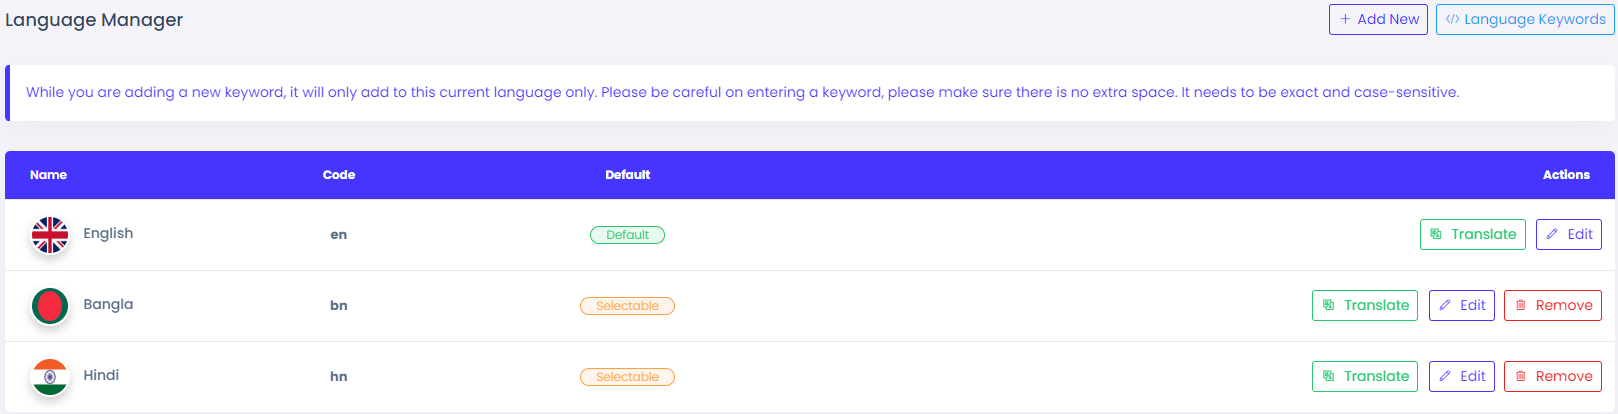 Language Manager
Add New
Language Keywords
While you are adding a new keyword, it will only add to this current language only. Please be careful on entering a keyword, please make sure there is no extra space. It needs to be exact and case-sensitive.
Name Code Default Actions
English en Default Translate Edit
Bangla bn Selectable Translate Edit Remove
Hindi hn Selectable Translate Edit Remove